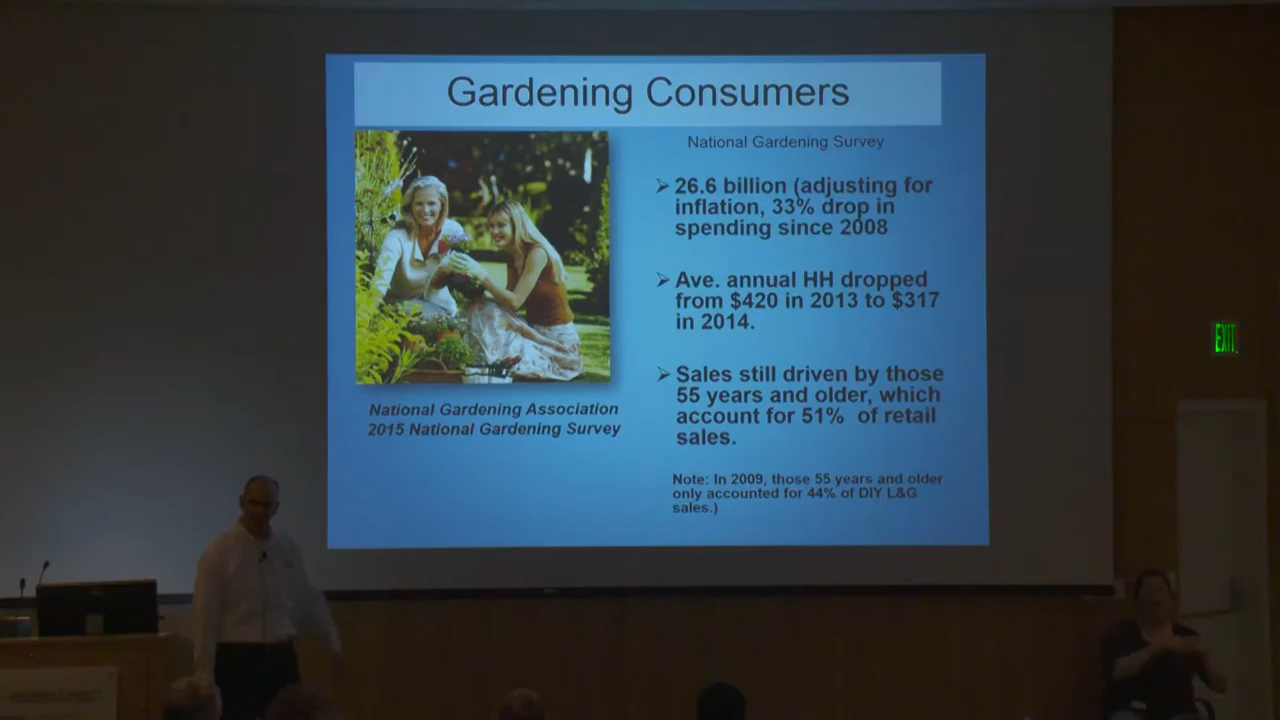 Gardening Consumers
National Gardening Survey
➢ 26.6 billion (adjusting for
inflation, 33% drop in
spending since 2008
➢ Ave. annual HH dropped
from $420 in 2013 to $317
in 2014.
➢ Sales still driven by those
55 years and older, which
account for 51% of retail
sales.
Note: In 2009, those 55 years and older
only accounted for 44% of DIY L&G
sales.)
National Gardening Association
2015 National Gardening Survey
EXIT